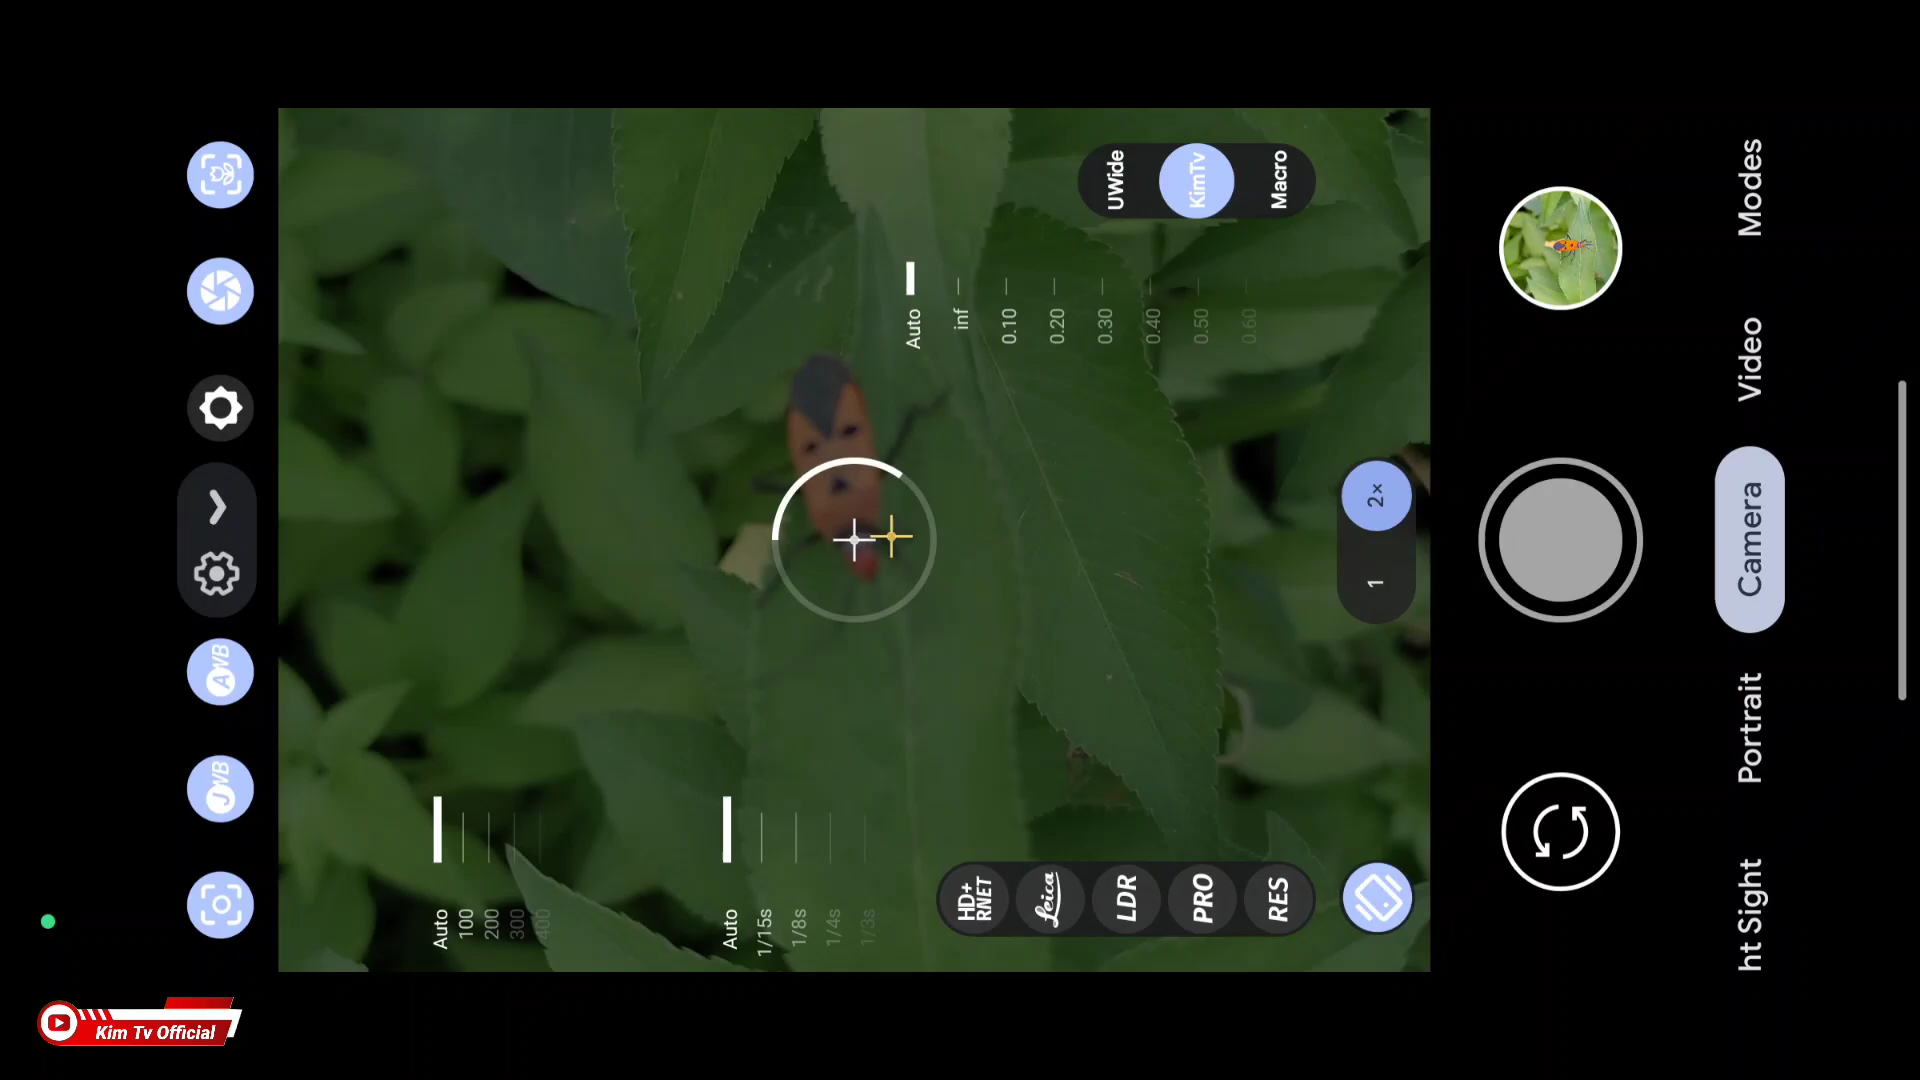 UWide
KimTv
Macro
Auto
inf
0.10
0.20
0.30
0.40
0.50
0.60
2×
1
AWB
JWB
Auto
100
200
300
400
Auto
1/15s
1/8s
1/4s
1/3s
HD+
RNET
Leica
LDR
PRO
RES
Modes
Video
Camera
Portrait
ht Sight
Kim Tv Official